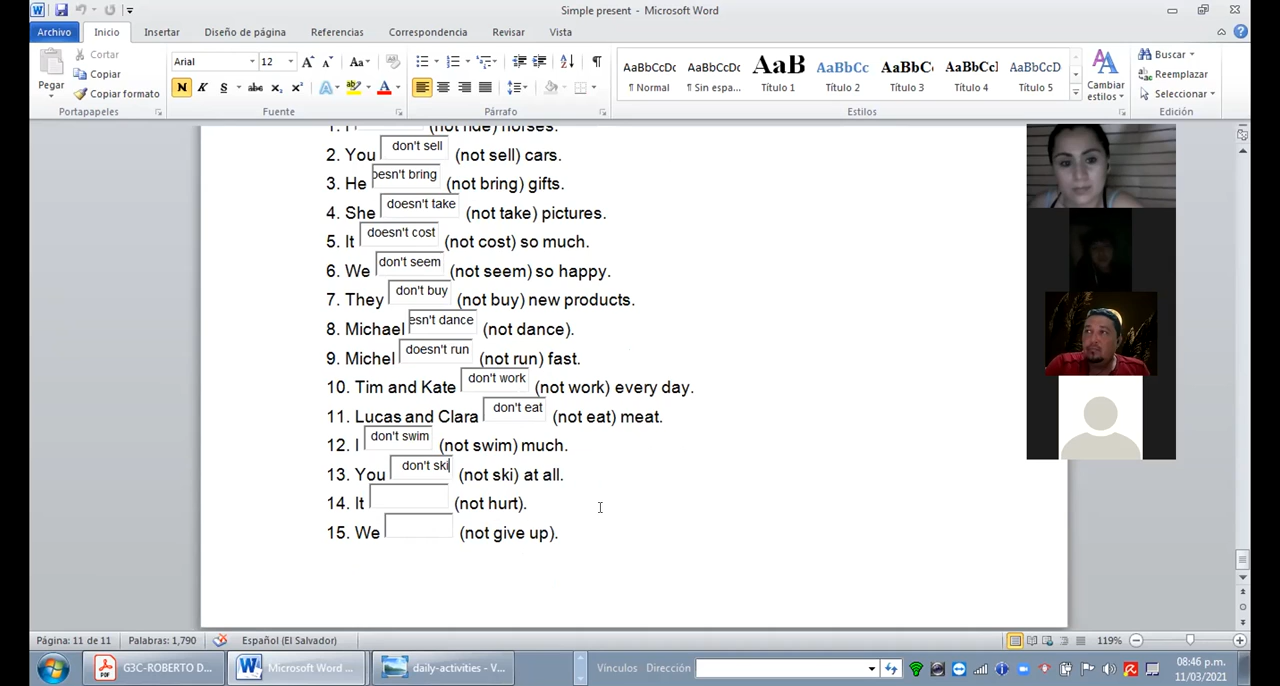 Simple present - Microsoft Word
Archivo Inicio Insertar Diseño de página Referencias Correspondencia Revisar Vista
Pegar
Cortar
Copiar
Copiar formato
Portapapeles
Arial 12
Fuente
Párrafo
AaBbCcDc AaBbCcDc AaB AaBbCc AaBbC AaBbCcI AaBbCcD
¶ Normal ¶ Sin espa... Título 1 Título 2 Título 3 Título 4 Título 5
Estilos
Cambiar estilos
Buscar
Reemplazar
Seleccionar
Edición
1. I (not ride) horses.
2. You don't sell (not sell) cars.
3. He oesn't bring (not bring) gifts.
4. She doesn't take (not take) pictures.
5. It doesn't cost (not cost) so much.
6. We don't seem (not seem) so happy.
7. They don't buy (not buy) new products.
8. Michael esn't dance (not dance).
9. Michel doesn't run (not run) fast.
10. Tim and Kate don't work (not work) every day.
11. Lucas and Clara don't eat (not eat) meat.
12. I don't swim (not swim) much.
13. You don't ski (not ski) at all.
14. It (not hurt).
15. We (not give up).
Página: 11 de 11 Palabras: 1,790 Español (El Salvador) 119%
G3C-ROBERTO D... Microsoft Word ... daily-activities - V... Vínculos Dirección 08:46 p.m.
11/03/2021